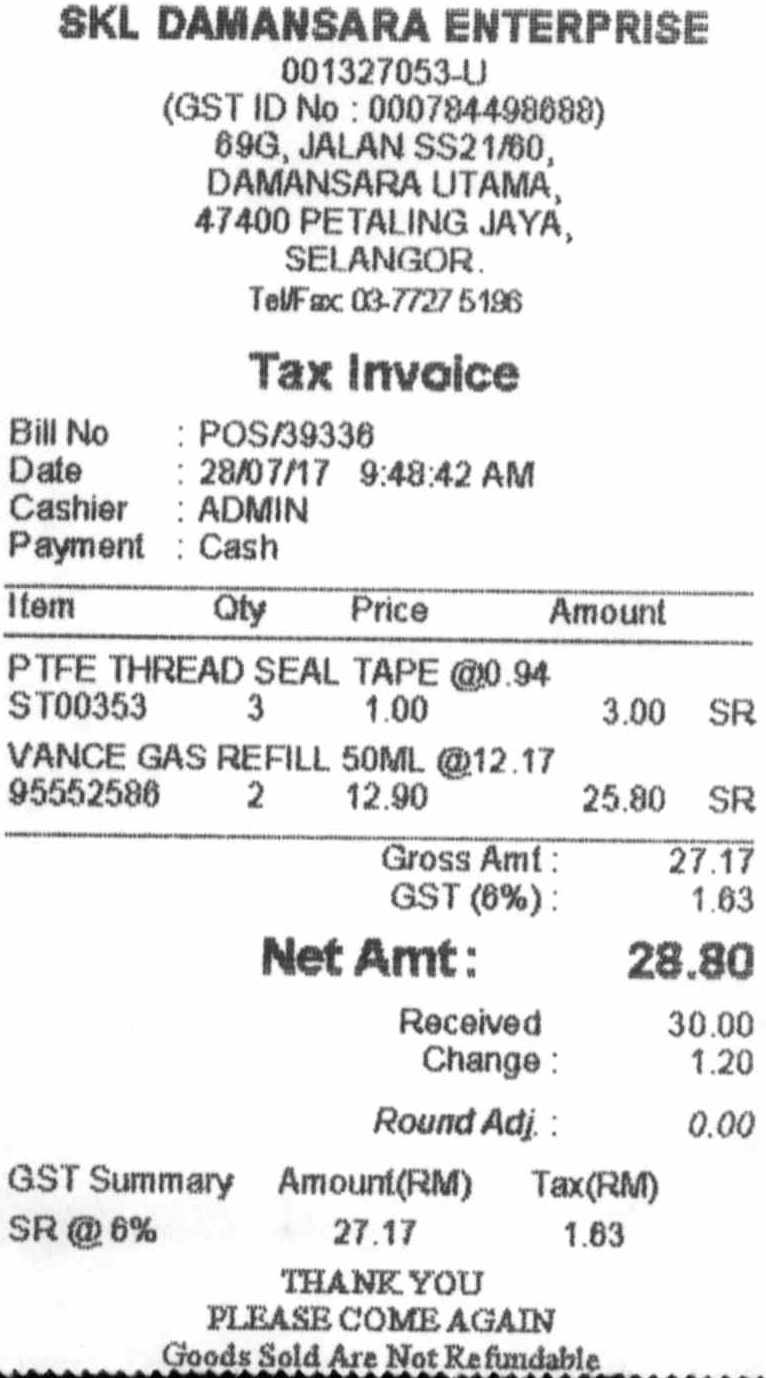 SKL DAMANSARA ENTERPRISE
001327053-U
(GST ID No : 000784498688)
69G, JALAN SS21/60,
DAMANSARA UTAMA,
47400 PETALING JAYA,
SELANGOR.
Tel/Fax: 03-7727 5196
Tax Invoice
Bill No : POS/39336
Date : 28/07/17 9:48:42 AM
Cashier : ADMIN
Payment : Cash
Item Qty Price Amount
PTFE THREAD SEAL TAPE @0.94
ST00353 3 1.00 3.00 SR
VANCE GAS REFILL 50ML @12.17
95552586 2 12.90 25.80 SR
Gross Amt : 27.17
GST (6%) : 1.63
Net Amt : 28.80
Received 30.00
Change : 1.20
Round Adj. : 0.00
GST Summary Amount(RM) Tax(RM)
SR @ 6% 27.17 1.63
THANK YOU
PLEASE COME AGAIN
Goods Sold Are Not Refundable